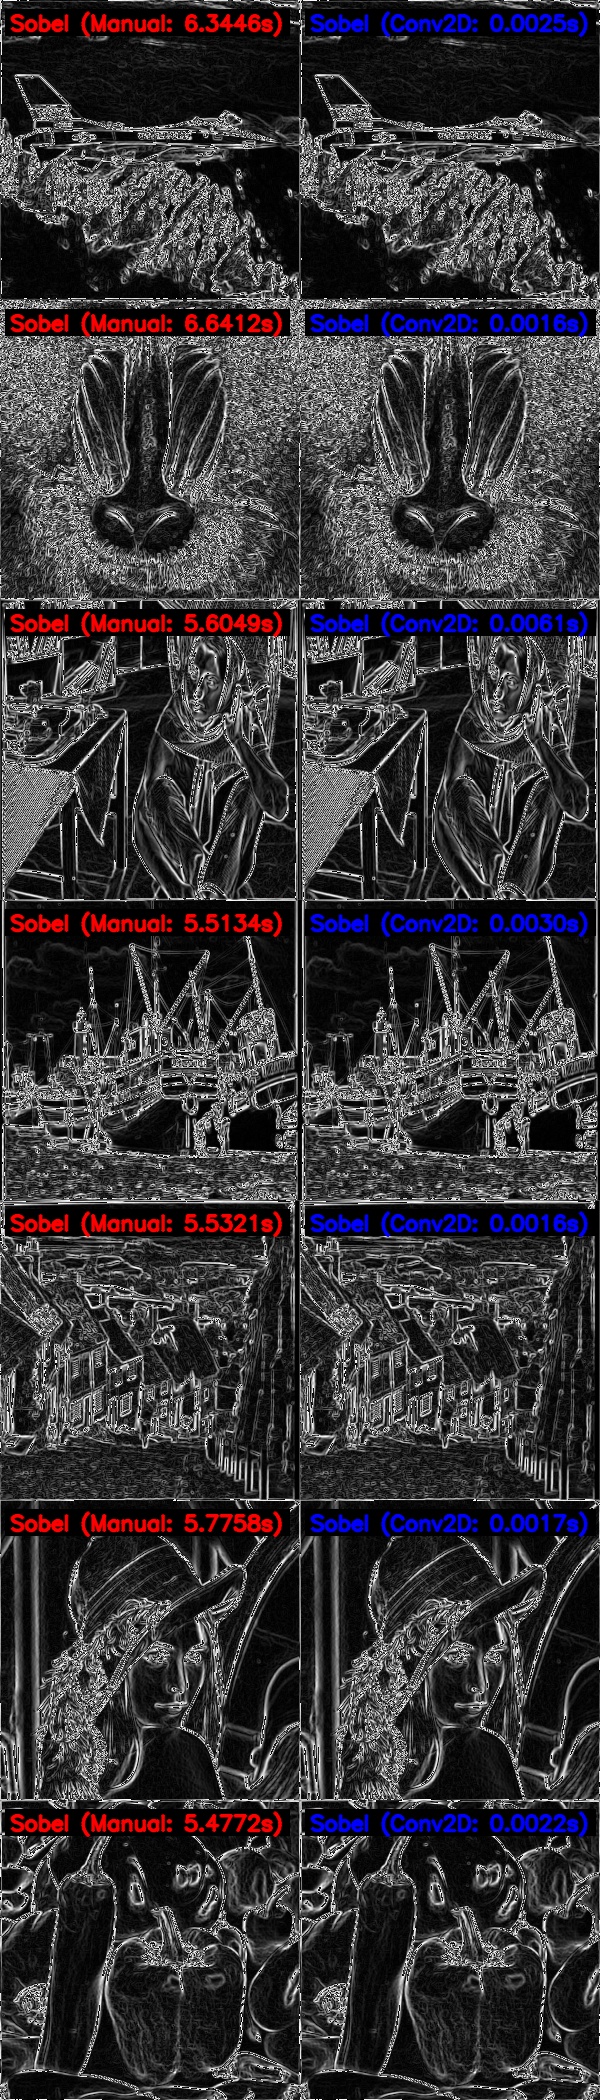 Sobel (Manual: 6.3446s)
Sobel (Conv2D: 0.0025s)
Sobel (Manual: 6.6412s)
Sobel (Conv2D: 0.0016s)
Sobel (Manual: 5.6049s)
Sobel (Conv2D: 0.0061s)
Sobel (Manual: 5.5134s)
Sobel (Conv2D: 0.0030s)
Sobel (Manual: 5.5321s)
Sobel (Conv2D: 0.0016s)
Sobel (Manual: 5.7758s)
Sobel (Conv2D: 0.0017s)
Sobel (Manual: 5.4772s)
Sobel (Conv2D: 0.0022s)